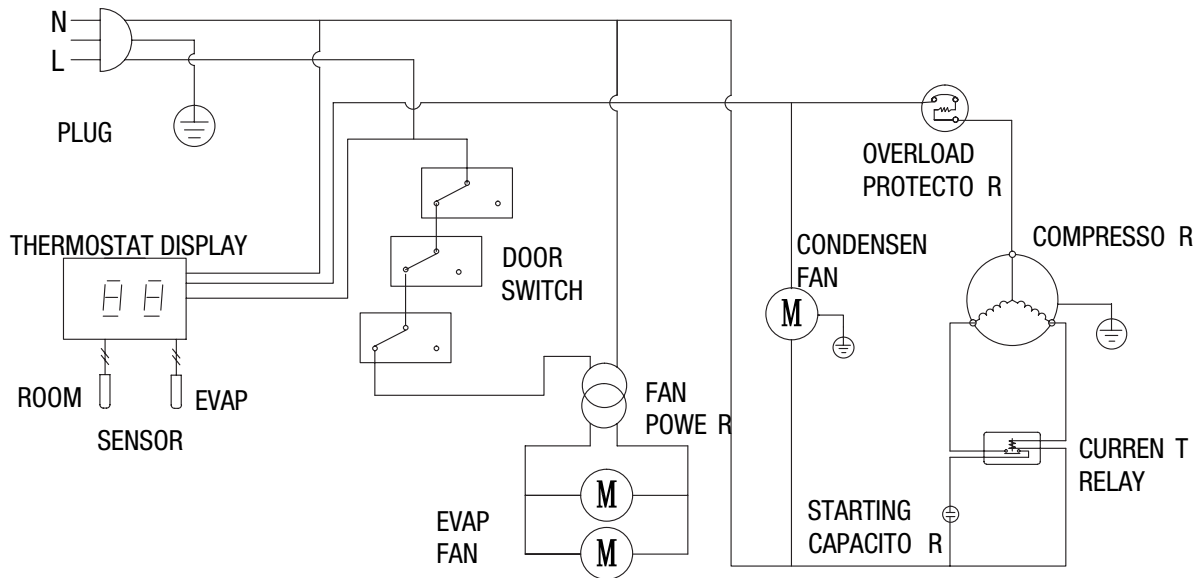 N
L
PLUG
OVERLOAD
PROTECTO R
THERMOSTAT DISPLAY
88
DOOR
SWITCH
CONDENSEN
FAN
M
COMPRESSO R
ROOM
EVAP
SENSOR
FAN
POWE R
M
EVAP
FAN
M
CURREN T
RELAY
STARTING
CAPACITO R